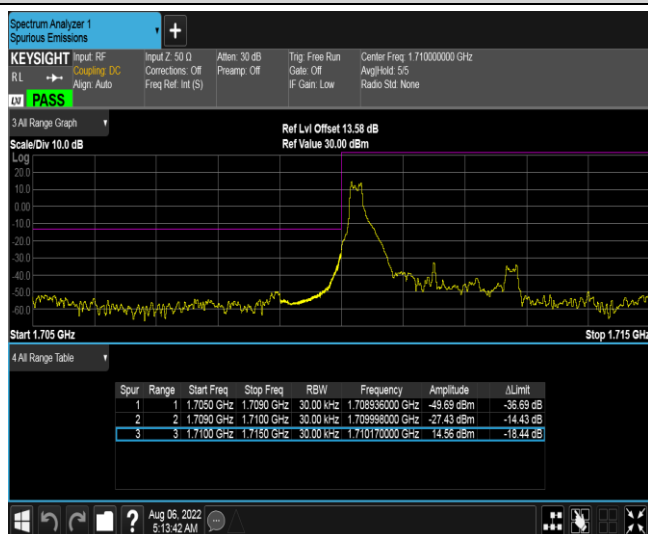 Spectrum Analyzer 1
Spurious Emissions
KEYSIGHT Input: RF Input Z: 50 Ω Atten: 30 dB Trig: Free Run Center Freq: 1.710000000 GHz
RL Coupling: DC Corrections: Off Preamp: Off Gate: Off Avg|Hold: 5/5
Align: Auto Freq Ref: Int (S) IF Gain: Low Radio Std: None
LXI PASS
3 All Range Graph
Ref Lvl Offset 13.58 dB
Scale/Div 10.0 dB Ref Value 30.00 dBm
Log
20.0
10.0
0.00
-10.0
-20.0
-30.0
-40.0
-50.0
-60.0
Start 1.705 GHz Stop 1.715 GHz
4 All Range Table
Spur Range Start Freq Stop Freq RBW Frequency Amplitude ΔLimit
1 1 1.7050 GHz 1.7090 GHz 30.00 kHz 1.708936000 GHz -49.69 dBm -36.69 dB
2 2 1.7090 GHz 1.7100 GHz 30.00 kHz 1.709998000 GHz -27.43 dBm -14.43 dB
3 3 1.7100 GHz 1.7150 GHz 30.00 kHz 1.710170000 GHz 14.56 dBm -18.44 dB
Aug 06, 2022
5:13:42 AM